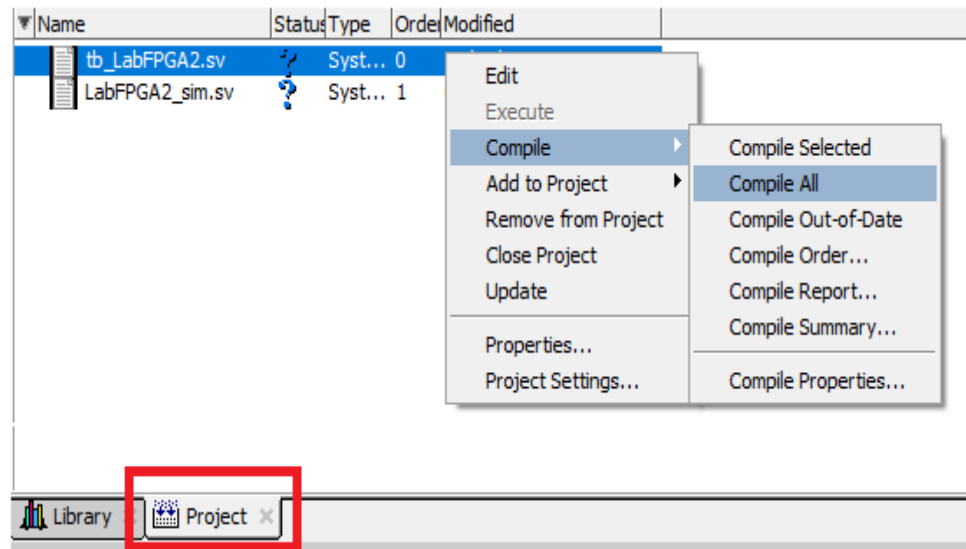 Name Status Type Order Modified
tb_LabFPGA2.sv ? Syst... 0
LabFPGA2_sim.sv ? Syst... 1
Edit
Execute
Compile
Add to Project
Remove from Project
Close Project
Update
Properties...
Project Settings...
Compile Selected
Compile All
Compile Out-of-Date
Compile Order...
Compile Report...
Compile Summary...
Compile Properties...
Library
Project